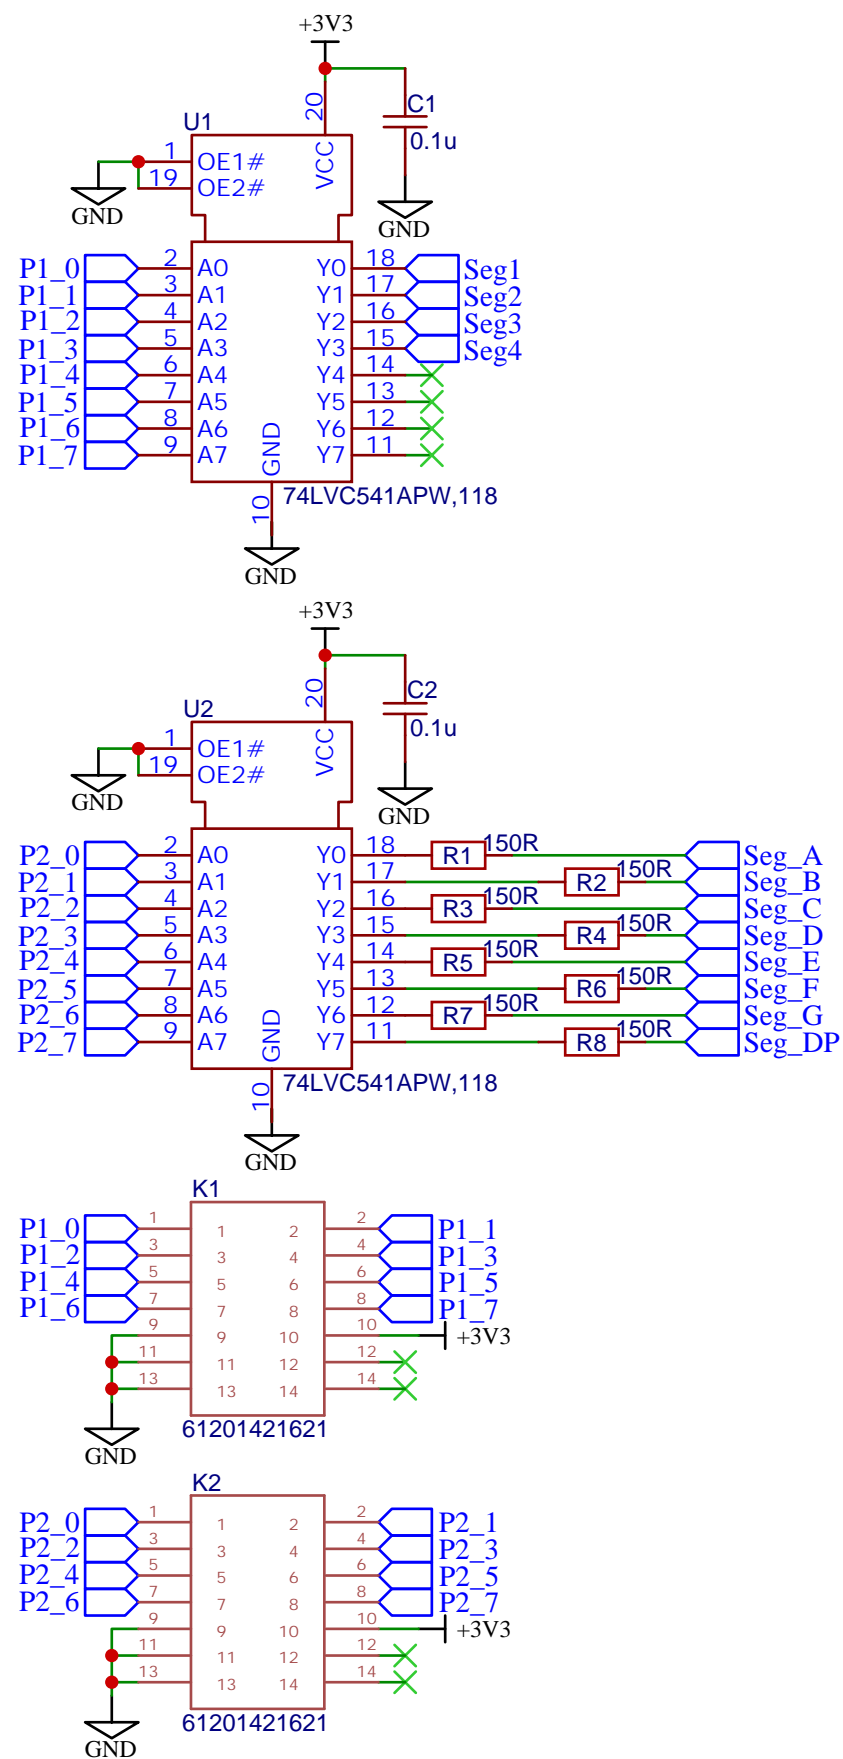 +3V3
20
C1
0.1u
U1
VCC
1 OE1#
19 OE2#
GND
GND
P1_0 2 A0 Y0 18 Seg1
P1_1 3 A1 Y1 17 Seg2
P1_2 4 A2 Y2 16 Seg3
P1_3 5 A3 Y3 15 Seg4
P1_4 6 A4 Y4 14
P1_5 7 A5 Y5 13
P1_6 8 A6 Y6 12
P1_7 9 A7 Y7 11
GND
10
74LVC541APW,118
GND
+3V3
20
C2
0.1u
U2
VCC
1 OE1#
19 OE2#
GND
GND
P2_0 2 A0 Y0 18 R1 150R Seg_A
P2_1 3 A1 Y1 17 R2 150R Seg_B
P2_2 4 A2 Y2 16 R3 150R Seg_C
P2_3 5 A3 Y3 15 R4 150R Seg_D
P2_4 6 A4 Y4 14 R5 150R Seg_E
P2_5 7 A5 Y5 13 R6 150R Seg_F
P2_6 8 A6 Y6 12 R7 150R Seg_G
P2_7 9 A7 Y7 11 R8 150R Seg_DP
GND
10
74LVC541APW,118
GND
K1
P1_0 1 1 2 2 P1_1
P1_2 3 3 4 4 P1_3
P1_4 5 5 6 6 P1_5
P1_6 7 7 8 8 P1_7
9 9 10 10 +3V3
11 11 12 12
13 13 14 14
61201421621
GND
K2
P2_0 1 1 2 2 P2_1
P2_2 3 3 4 4 P2_3
P2_4 5 5 6 6 P2_5
P2_6 7 7 8 8 P2_7
9 9 10 10 +3V3
11 11 12 12
13 13 14 14
61201421621
GND